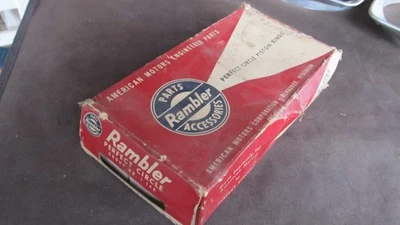 AMERICAN MOTORS ENGINEERED PARTS
PERFECT CIRCLE PISTON RINGS
PARTS
Rambler
ACCESSORIES
AMERICAN MOTORS CORPORATION
Rambler
PERFECT CIRCLE